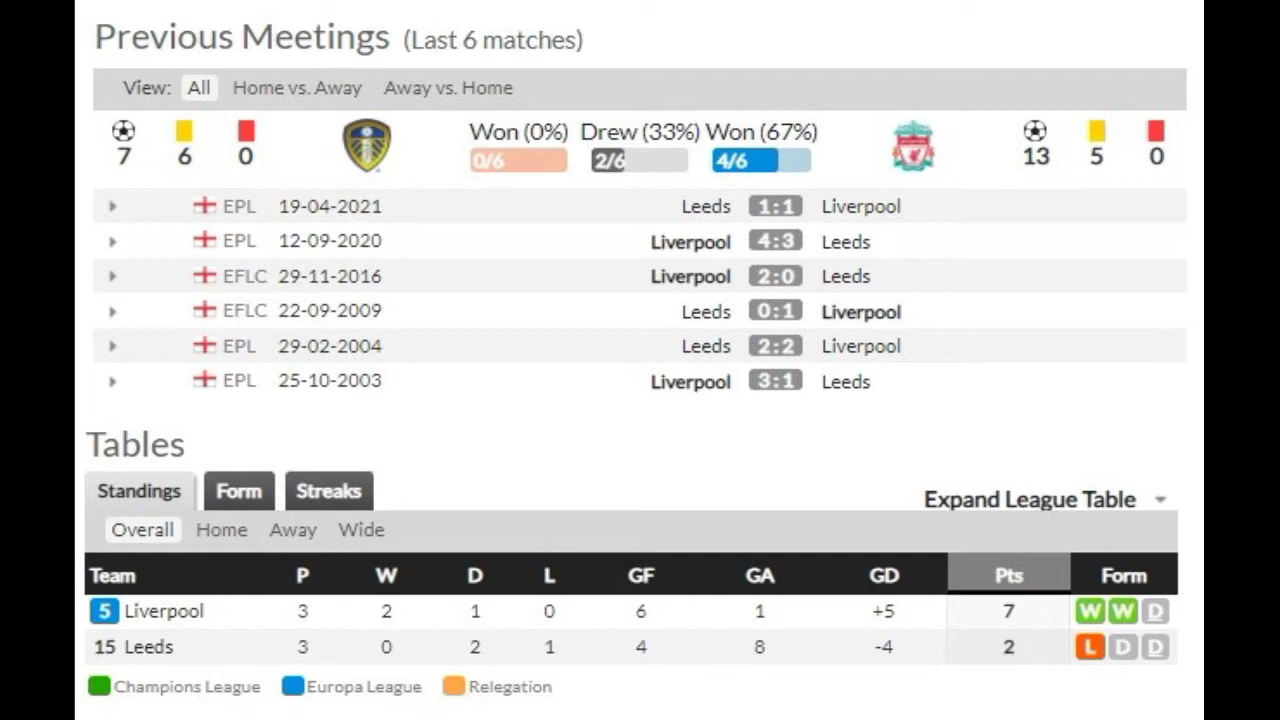 Previous Meetings (Last 6 matches)
View: All Home vs. Away Away vs. Home
Won (0%) Drew (33%) Won (67%)
7 6 0 0/6 2/6 4/6 13 5 0
EPL 19-04-2021 Leeds 1:1 Liverpool
EPL 12-09-2020 Liverpool 4:3 Leeds
EFLC 29-11-2016 Liverpool 2:0 Leeds
EFLC 22-09-2009 Leeds 0:1 Liverpool
EPL 29-02-2004 Leeds 2:2 Liverpool
EPL 25-10-2003 Liverpool 3:1 Leeds
Tables
Standings Form Streaks
Expand League Table
Overall Home Away Wide
Team P W D L GF GA GD Pts Form
5 Liverpool 3 2 1 0 6 1 +5 7 W W D
15 Leeds 3 0 2 1 4 8 -4 2 L D D
Champions League Europa League Relegation